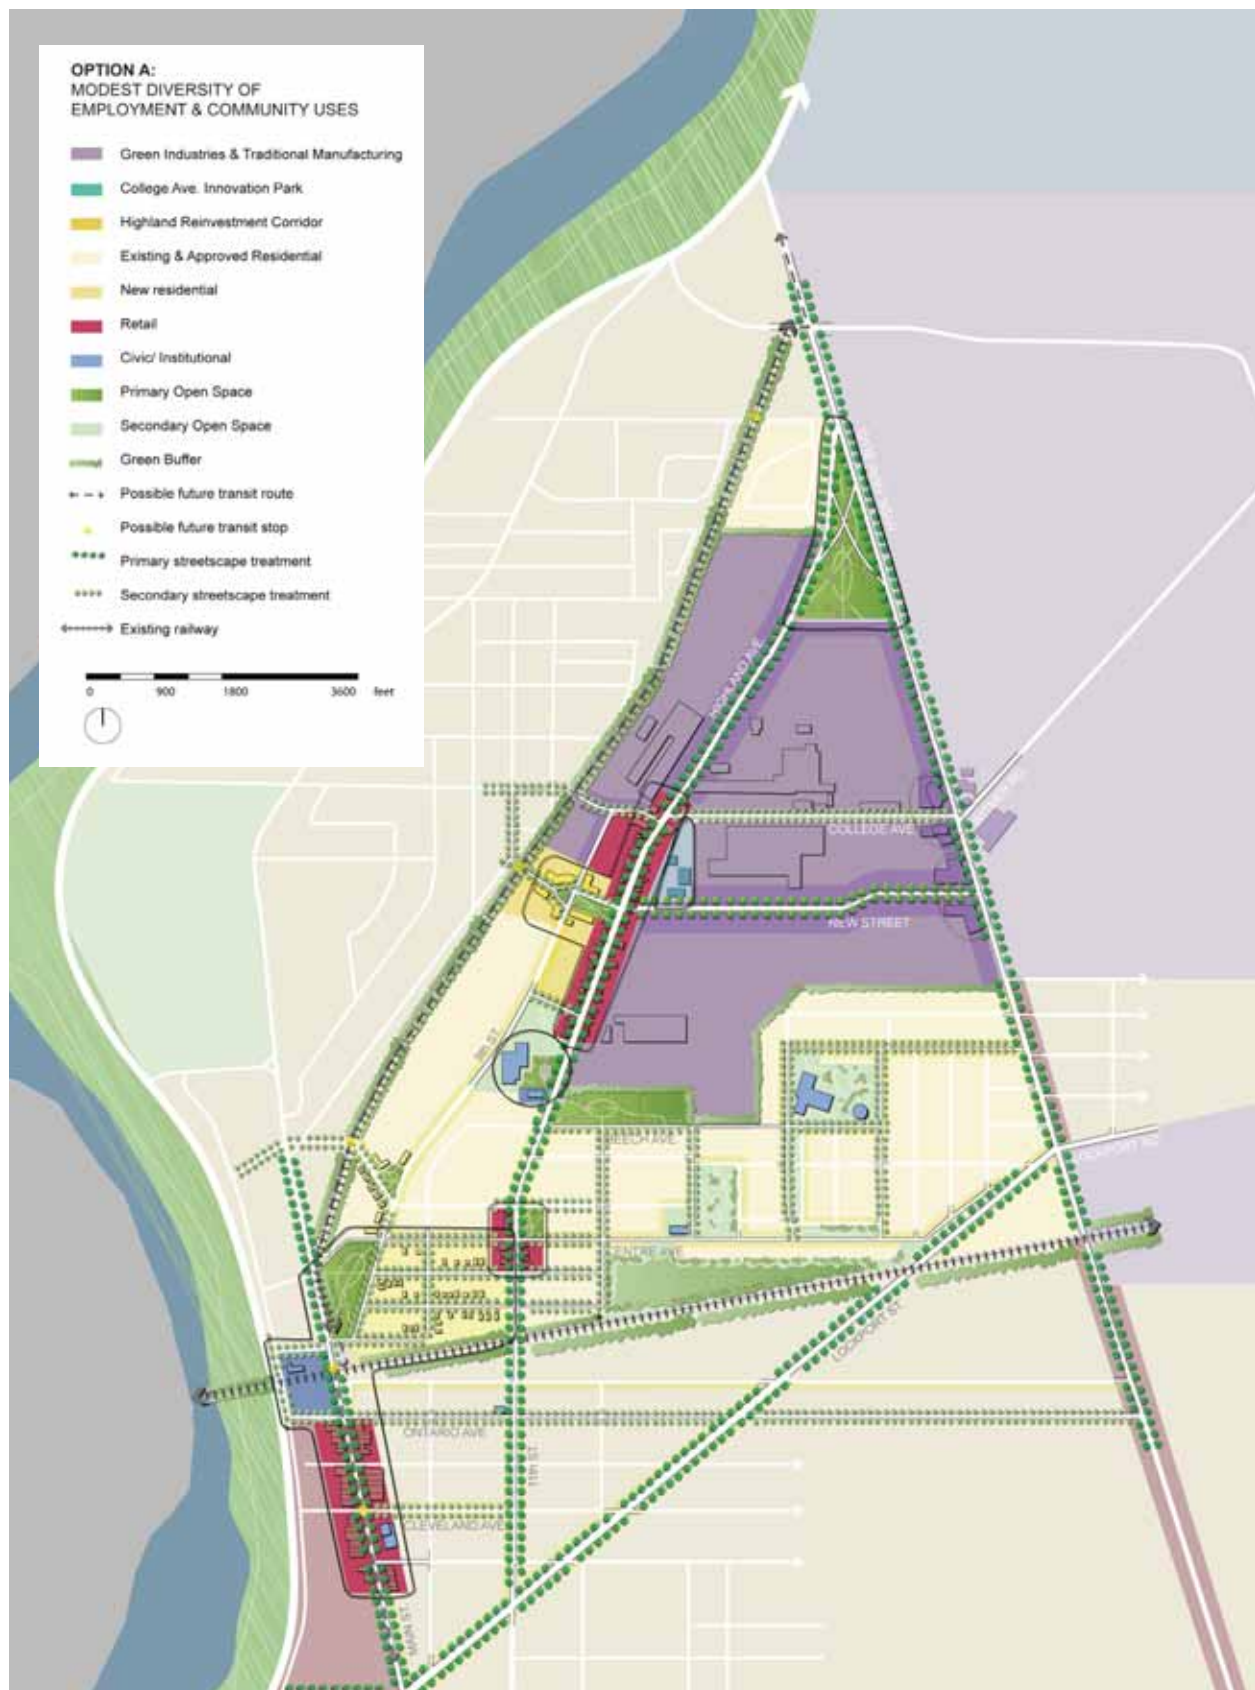 OPTION A:
MODEST DIVERSITY OF
EMPLOYMENT & COMMUNITY USES
Green Industries & Traditional Manufacturing
College Ave. Innovation Park
Highland Reinvestment Corridor
Existing & Approved Residential
New residential
Retail
Civic/ Institutional
Primary Open Space
Secondary Open Space
Green Buffer
Possible future transit route
Possible future transit stop
Primary streetscape treatment
Secondary streetscape treatment
Existing railway
0 900 1800 3600 feet
HIGHLAND AVE
COLLEGE AVE
NEW STREET
9th ST
BEECH AVE
LOCKPORT RD
CENTRE AVE
LOCKPORT ST
ONTARIO AVE
11th ST
CLEVELAND AVE
MAIN ST